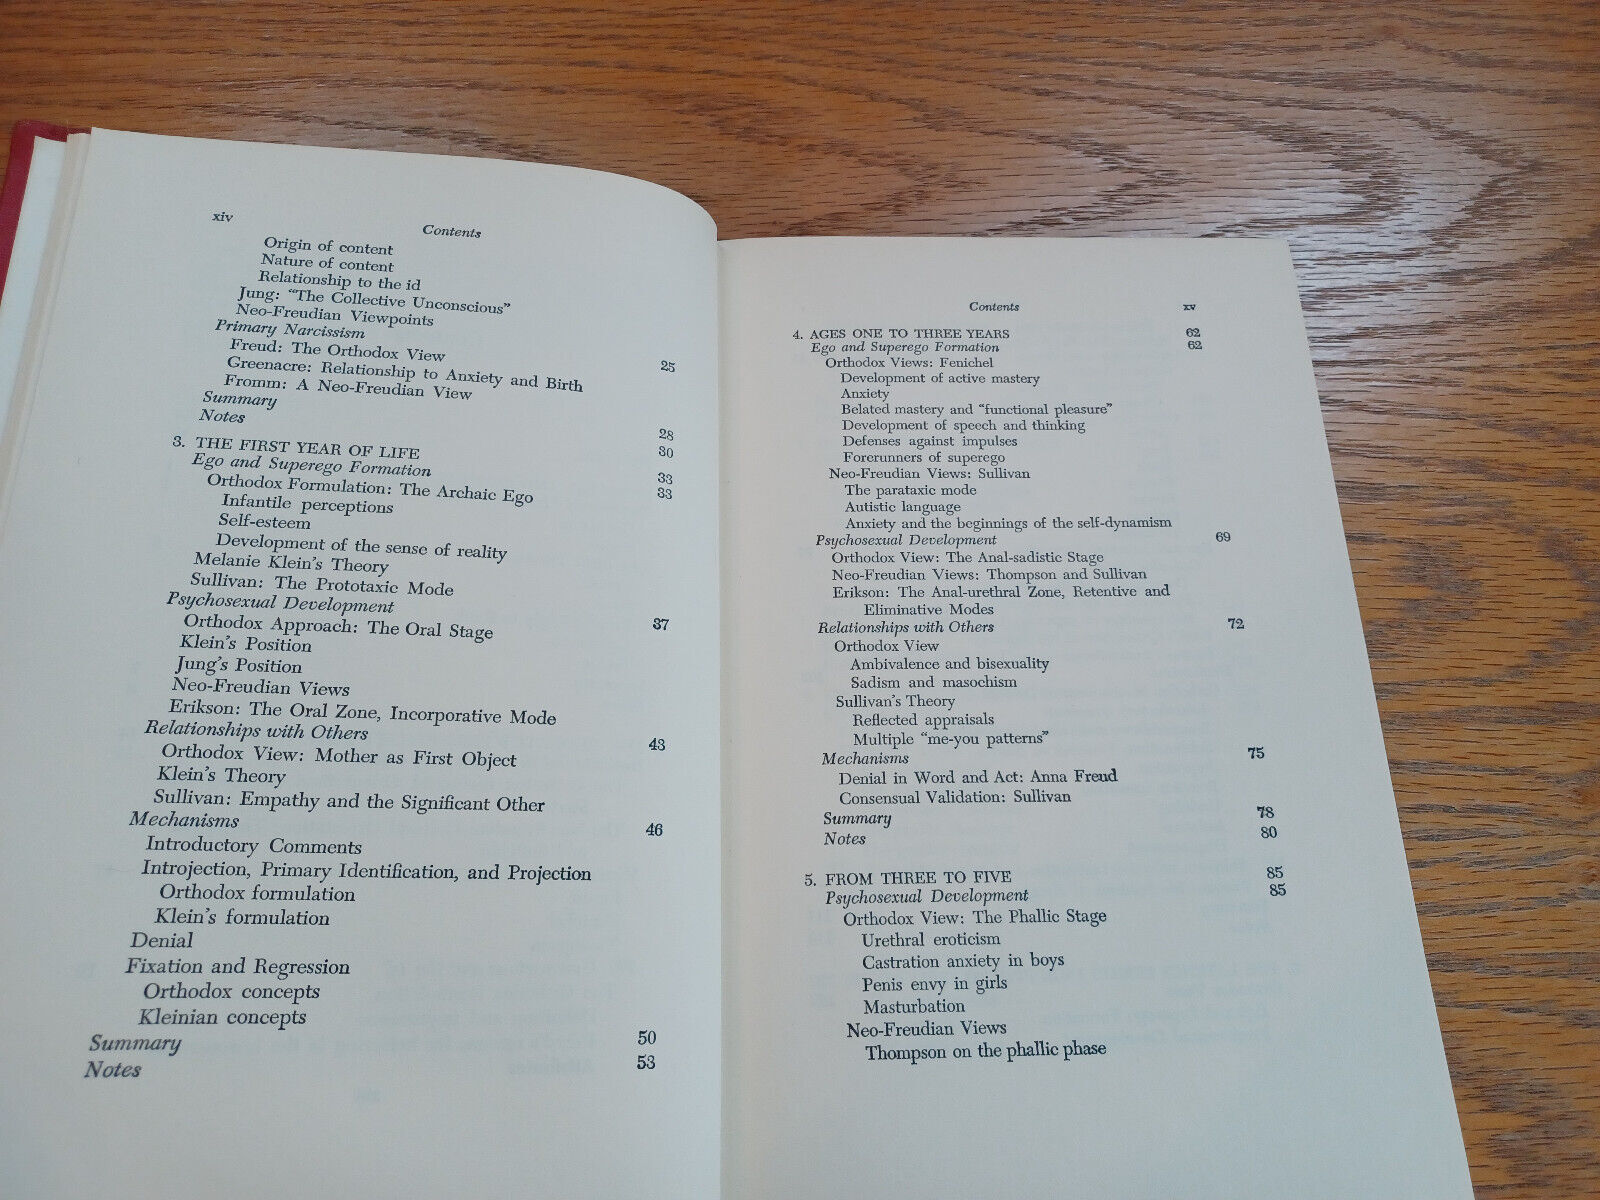 xiv
Contents
Origin of content
Nature of content
Relationship to the id
Jung: "The Collective Unconscious"
Neo-Freudian Viewpoints
Primary Narcissism 25
Freud: The Orthodox View
Greenacre: Relationship to Anxiety and Birth
Fromm: A Neo-Freudian View
Summary 28
Notes 30
3. THE FIRST YEAR OF LIFE 33
Ego and Superego Formation 33
Orthodox Formulation: The Archaic Ego
Infantile perceptions
Self-esteem
Development of the sense of reality
Melanie Klein's Theory
Sullivan: The Prototaxic Mode
Psychosexual Development 37
Orthodox Approach: The Oral Stage
Klein's Position
Jung's Position
Neo-Freudian Views
Erikson: The Oral Zone, Incorporative Mode
Relationships with Others 43
Orthodox View: Mother as First Object
Klein's Theory
Sullivan: Empathy and the Significant Other
Mechanisms 46
Introductory Comments
Introjection, Primary Identification, and Projection
Orthodox formulation
Klein's formulation
Denial
Fixation and Regression
Orthodox concepts
Kleinian concepts
Summary 50
Notes 53
Contents xv
4. AGES ONE TO THREE YEARS 62
Ego and Superego Formation 62
Orthodox Views: Fenichel
Development of active mastery
Anxiety
Belated mastery and "functional pleasure"
Development of speech and thinking
Defenses against impulses
Forerunners of superego
Neo-Freudian Views: Sullivan
The parataxic mode
Autistic language
Anxiety and the beginnings of the self-dynamism
Psychosexual Development 69
Orthodox View: The Anal-sadistic Stage
Neo-Freudian Views: Thompson and Sullivan
Erikson: The Anal-urethral Zone, Retentive and
Eliminative Modes
Relationships with Others 72
Orthodox View
Ambivalence and bisexuality
Sadism and masochism
Sullivan's Theory
Reflected appraisals
Multiple "me-you patterns"
Mechanisms 75
Denial in Word and Act: Anna Freud
Consensual Validation: Sullivan
Summary 78
Notes 80
5. FROM THREE TO FIVE 85
Psychosexual Development 85
Orthodox View: The Phallic Stage
Urethral eroticism
Castration anxiety in boys
Penis envy in girls
Masturbation
Neo-Freudian Views
Thompson on the phallic phase